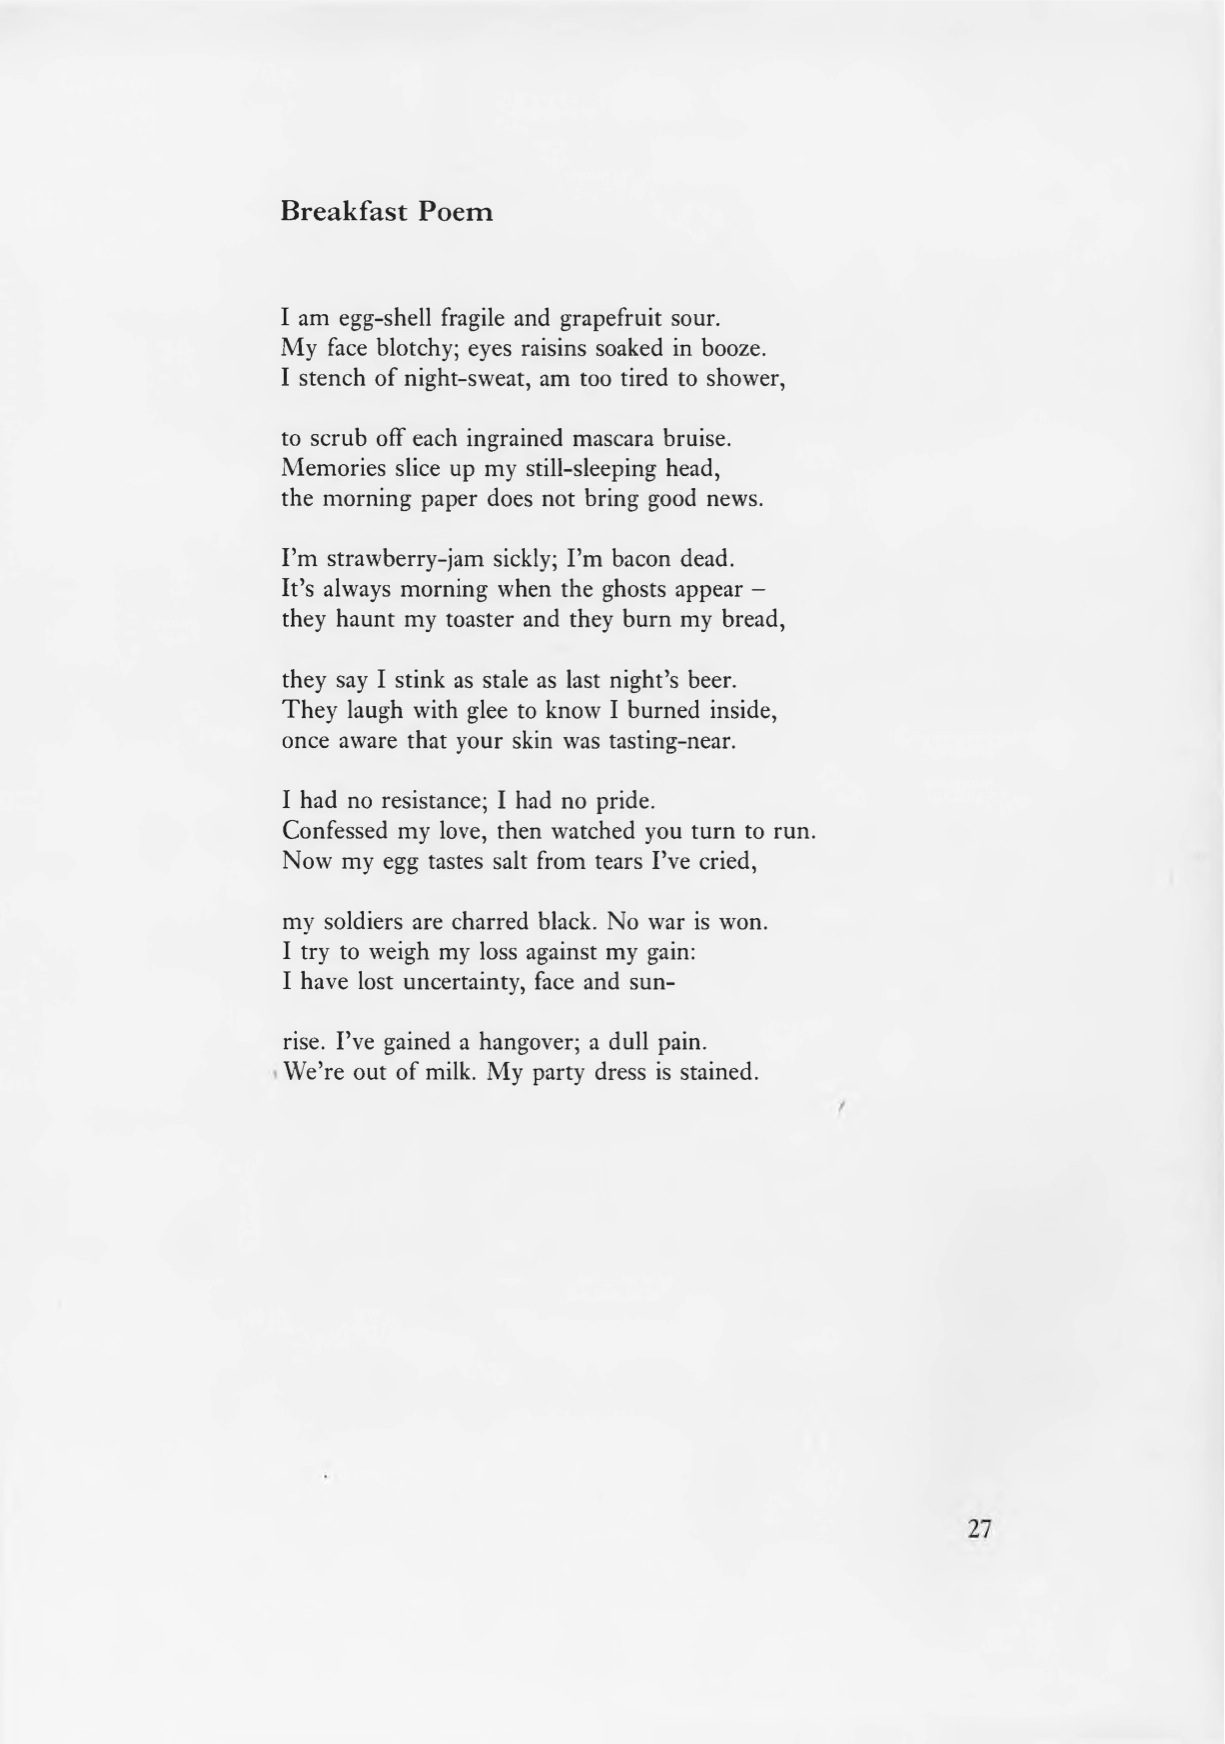 Breakfast Poem
I am egg-shell fragile and grapefruit sour.
My face blotchy; eyes raisins soaked in booze.
I stench of night-sweat, am too tired to shower,
to scrub off each ingrained mascara bruise.
Memories slice up my still-sleeping head,
the morning paper does not bring good news.
I'm strawberry-jam sickly; I'm bacon dead.
It's always morning when the ghosts appear –
they haunt my toaster and they burn my bread,
they say I stink as stale as last night's beer.
They laugh with glee to know I burned inside,
once aware that your skin was tasting-near.
I had no resistance; I had no pride.
Confessed my love, then watched you turn to run.
Now my egg tastes salt from tears I've cried,
my soldiers are charred black. No war is won.
I try to weigh my loss against my gain:
I have lost uncertainty, face and sun-
rise. I've gained a hangover; a dull pain.
We're out of milk. My party dress is stained.
27